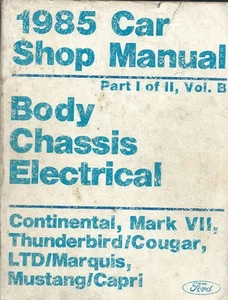 1985 Car
Shop Manual
Part I of II, Vol. B
Body
Chassis
Electrical
Continental, Mark VII,
Thunderbird/Cougar,
LTD/Marquis,
Mustang/Capri
Ford